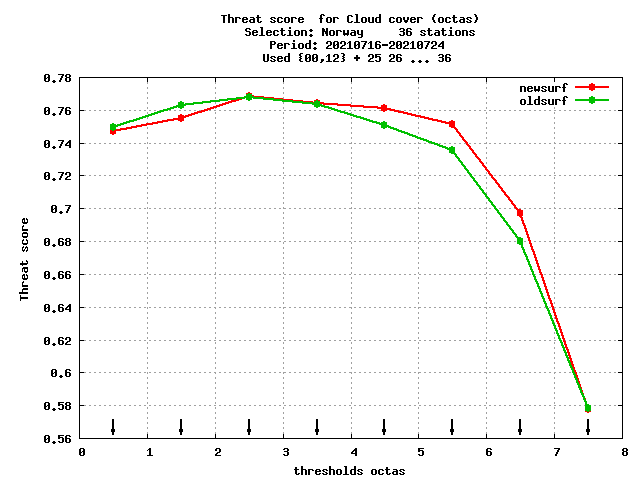 Threat score  for Cloud cover (octas)
Selection: Norway     36 stations
Period: 20210716-20210724
Used {00,12} + 25 26 ... 36
newsurf
oldsurf
0.78
0.76
0.74
0.72
0.7
0.68
0.66
0.64
0.62
0.6
0.58
0.56
Threat score
0 1 2 3 4 5 6 7 8
thresholds octas